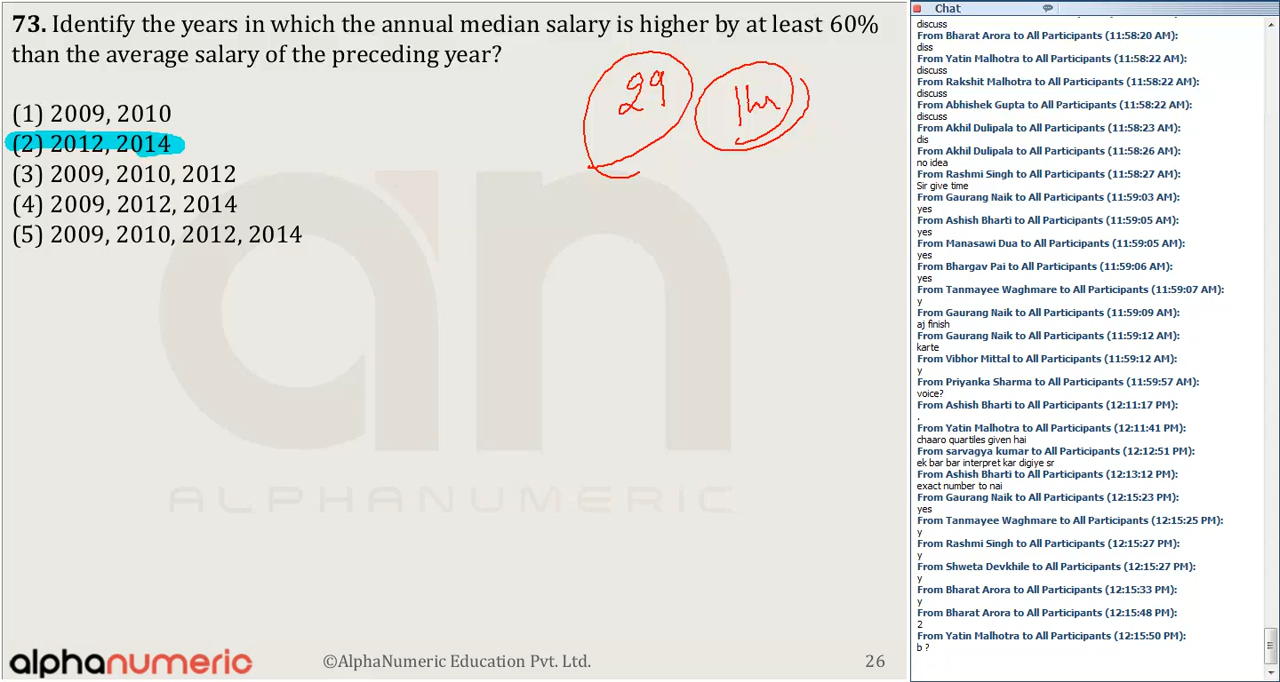 73. Identify the years in which the annual median salary is higher by at least 60%
than the average salary of the preceding year?
29
1hr
(1) 2009, 2010
(2) 2012, 2014
(3) 2009, 2010, 2012
(4) 2009, 2012, 2014
(5) 2009, 2010, 2012, 2014
an
ALPHANUMERIC
alphanumeric
©AlphaNumeric Education Pvt. Ltd.
26
Chat
discuss
From Bharat Arora to All Participants (11:58:20 AM):
diss
From Yatin Malhotra to All Participants (11:58:22 AM):
discuss
From Rakshit Malhotra to All Participants (11:58:22 AM):
discuss
From Abhishek Gupta to All Participants (11:58:22 AM):
discuss
From Akhil Dulipala to All Participants (11:58:23 AM):
dis
From Akhil Dulipala to All Participants (11:58:26 AM):
no idea
From Rashmi Singh to All Participants (11:58:27 AM):
Sir give time
From Gaurang Naik to All Participants (11:59:03 AM):
yes
From Ashish Bharti to All Participants (11:59:05 AM):
yes
From Manasawi Dua to All Participants (11:59:05 AM):
yes
From Bhargav Pai to All Participants (11:59:06 AM):
yes
From Tanmayee Waghmare to All Participants (11:59:07 AM):
y
From Gaurang Naik to All Participants (11:59:09 AM):
aj finish
From Gaurang Naik to All Participants (11:59:12 AM):
karte
From Vibhor Mittal to All Participants (11:59:12 AM):
y
From Priyanka Sharma to All Participants (11:59:57 AM):
voice?
From Ashish Bharti to All Participants (12:11:17 PM):
.
From Yatin Malhotra to All Participants (12:11:41 PM):
chaaro quartiles given hai
From sarvagya kumar to All Participants (12:12:51 PM):
ek bar bar interpret kar digiye sr
From Ashish Bharti to All Participants (12:13:12 PM):
exact number to nai
From Gaurang Naik to All Participants (12:15:23 PM):
yes
From Tanmayee Waghmare to All Participants (12:15:25 PM):
y
From Rashmi Singh to All Participants (12:15:27 PM):
y
From Shweta Devkhile to All Participants (12:15:27 PM):
y
From Bharat Arora to All Participants (12:15:33 PM):
y
From Bharat Arora to All Participants (12:15:48 PM):
2
From Yatin Malhotra to All Participants (12:15:50 PM):
b ?